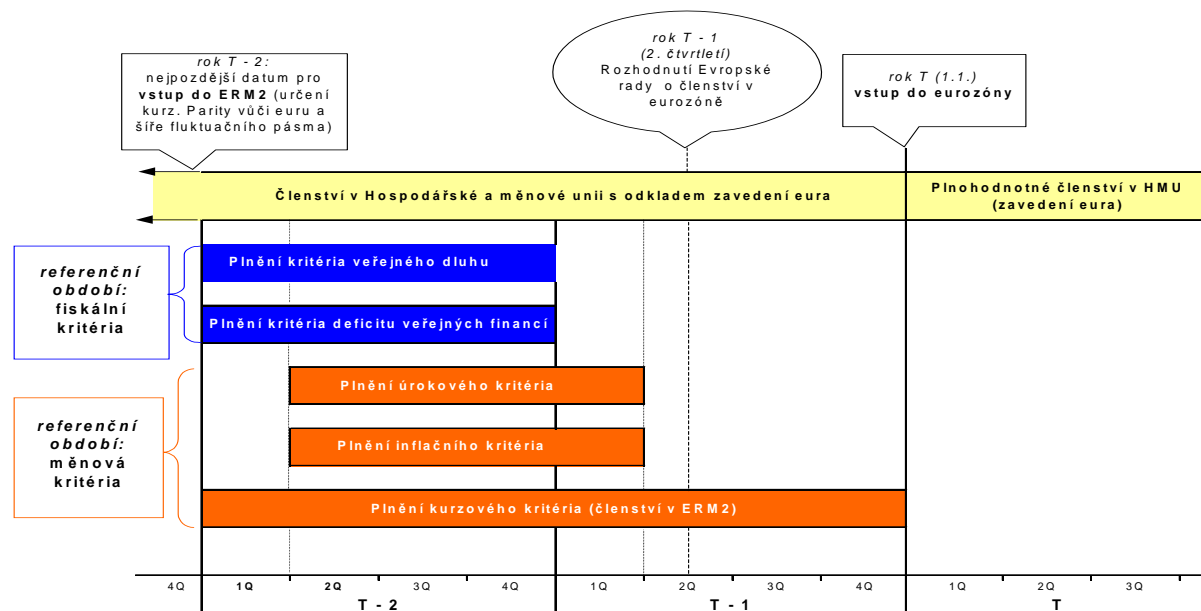 rok T - 2:
nejpozdější datum pro
vstup do ERM2 (určení
kurz. Parity vůči euru a
šíře fluktuačního pásma)
rok T - 1
(2. čtvrtletí)
Rozhodnutí Evropské
rady o členství v
eurozóně
rok T (1.1.)
vstup do eurozóny
Členství v Hospodářské a měnové unii s odkladem zavedení eura
Plnohodnotné členství v HMU
(zavedení eura)
referenční
období:
fiskální
kritéria
Plnění kritéria veřejného dluhu
Plnění kritéria deficitu veřejných financí
referenční
období:
měnová
kritéria
Plnění úrokového kritéria
Plnění inflačního kritéria
Plnění kurzového kritéria (členství v ERM2)
4Q 1Q 2Q 3Q 4Q 1Q 2Q 3Q 4Q 1Q 2Q 3Q
T - 2 T - 1 T